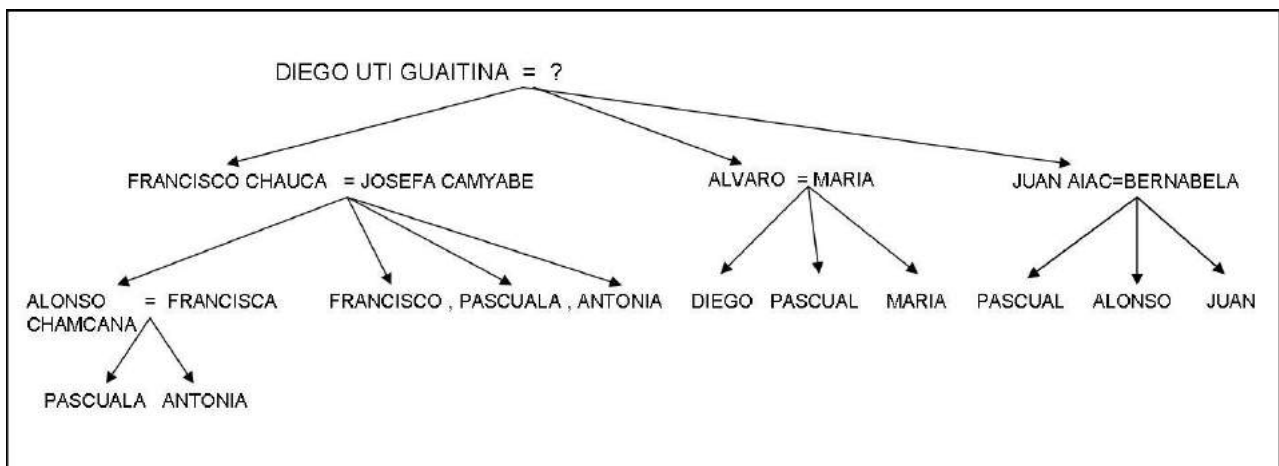 DIEGO UTI GUAITINA = ?
FRANCISCO CHAUCA = JOSEFA CAMYABE
ALVARO = MARIA
JUAN AIAC=BERNABELA
ALONSO CHAMCANA = FRANCISCA
FRANCISCO , PASCUALA , ANTONIA
DIEGO PASCUAL MARIA
PASCUAL ALONSO JUAN
PASCUALA ANTONIA